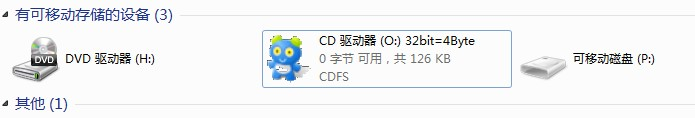 有可移动存储的设备 (3)
DVD
DVD 驱动器 (H:)
CD 驱动器 (O:) 32bit=4Byte
0 字节 可用，共 126 KB
CDFS
可移动磁盘 (P:)
其他 (1)